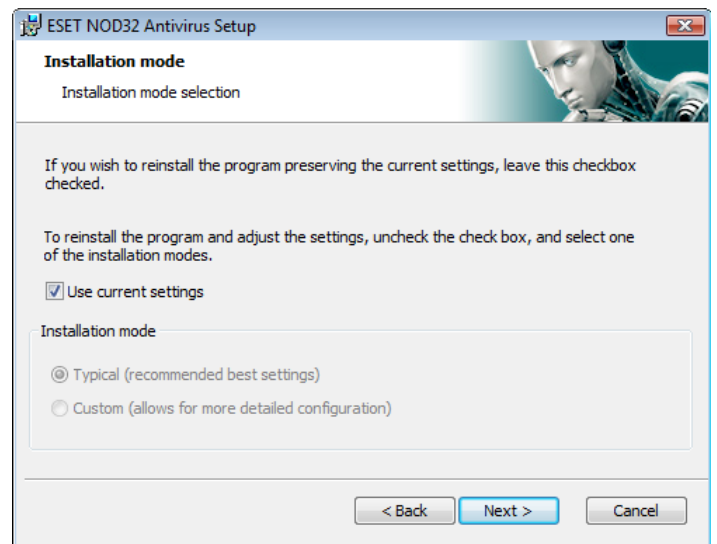 ESET NOD32 Antivirus Setup
Installation mode
Installation mode selection
If you wish to reinstall the program preserving the current settings, leave this checkbox
checked.
To reinstall the program and adjust the settings, uncheck the check box, and select one
of the installation modes.
Use current settings
Installation mode
Typical (recommended best settings)
Custom (allows for more detailed configuration)
< Back
Next >
Cancel